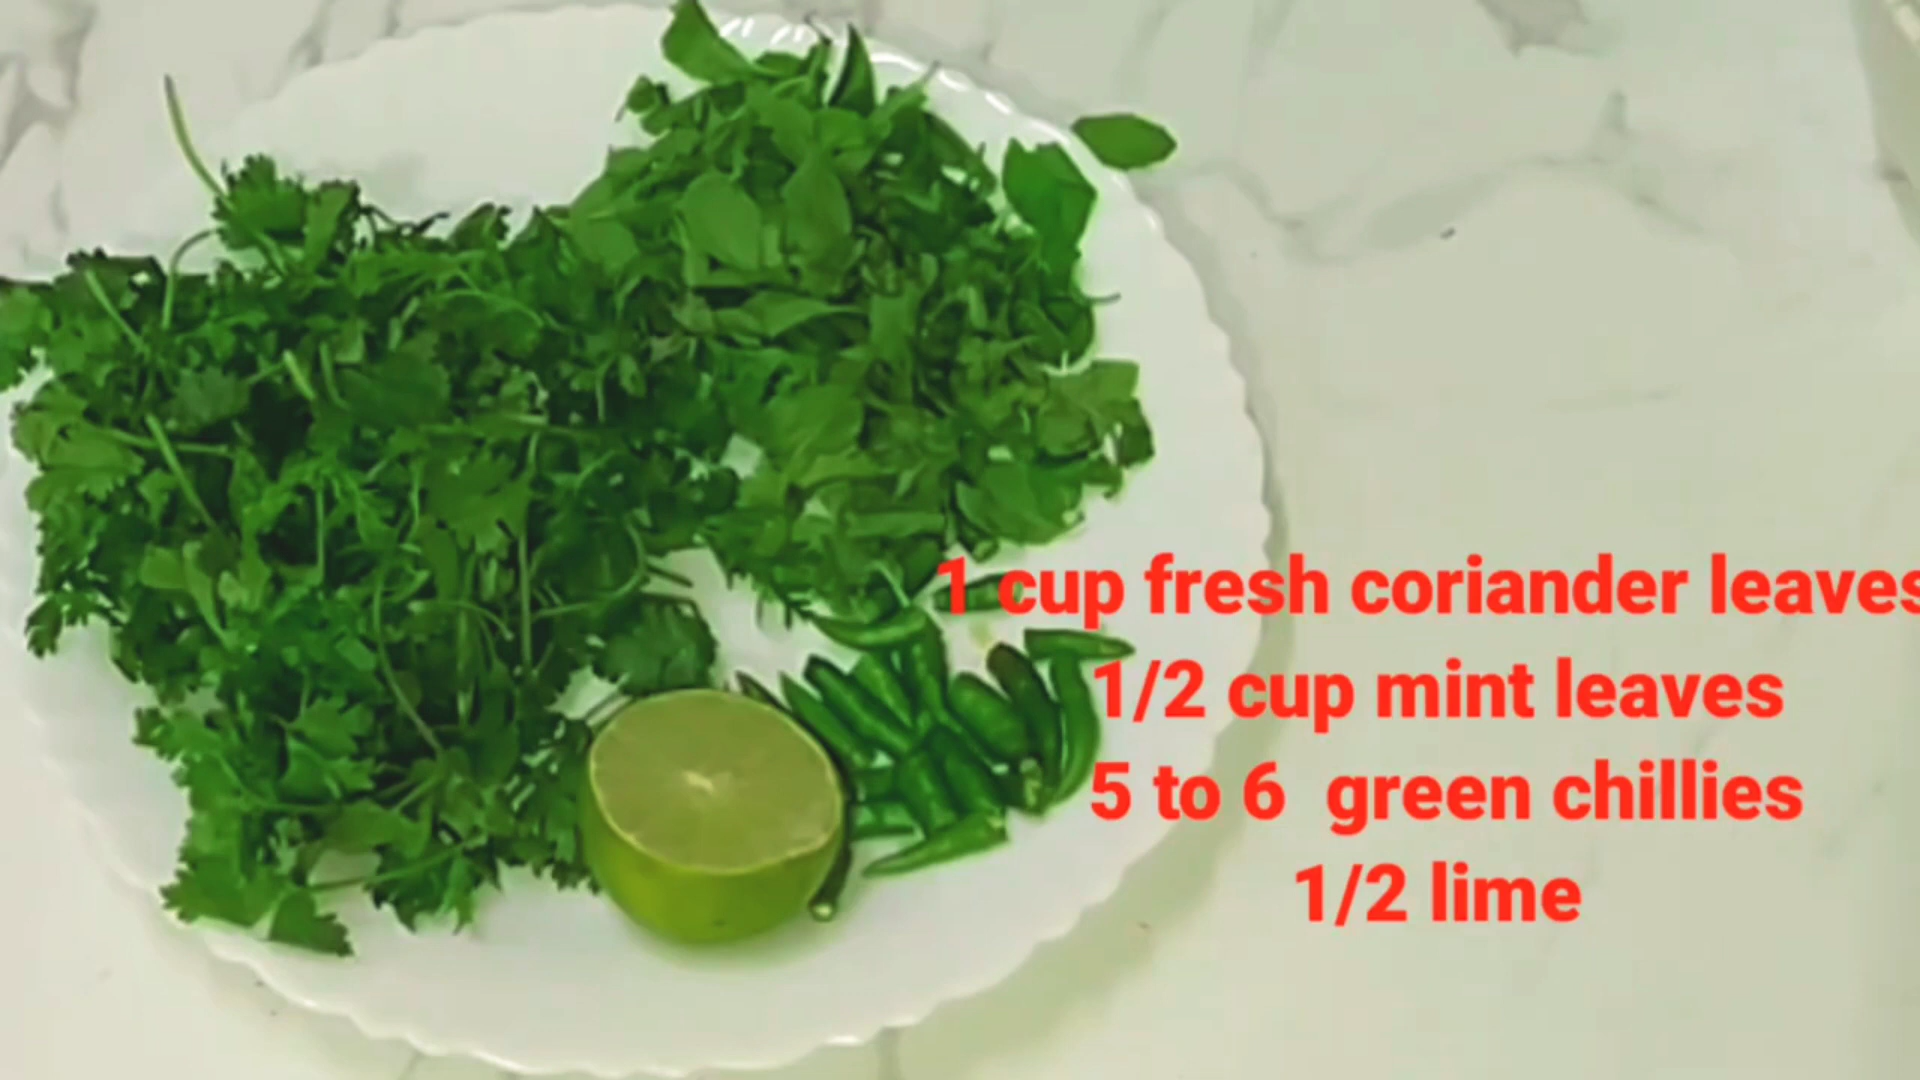 1 cup fresh coriander leaves
1/2 cup mint leaves
5 to 6  green chillies
1/2 lime